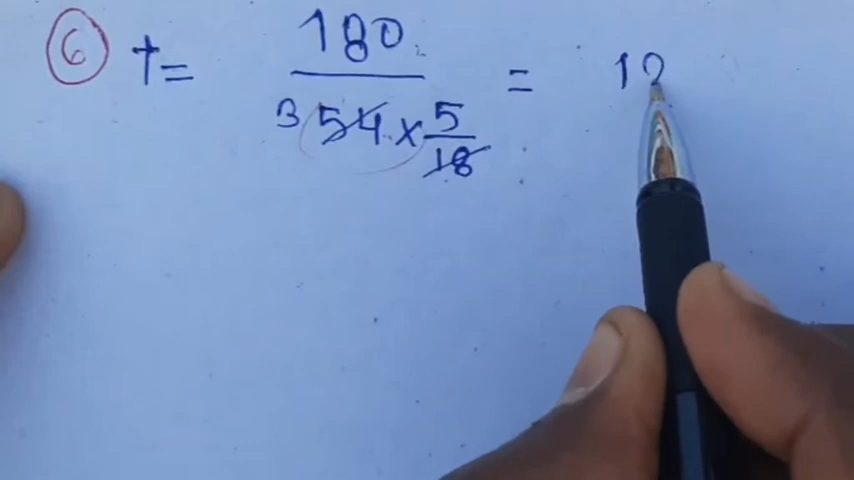 6 t = 180 / 3 54 × 5/18 = 12